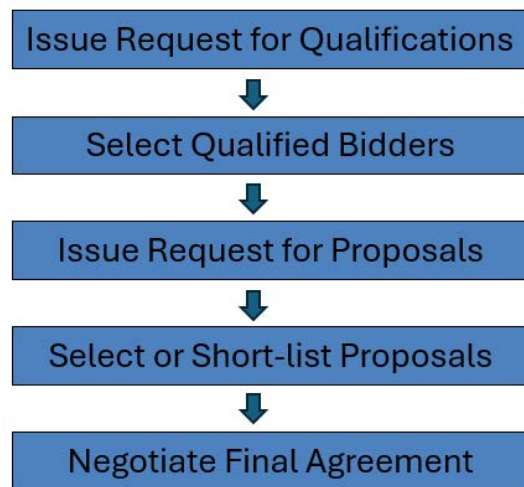 Issue Request for Qualifications
Select Qualified Bidders
Issue Request for Proposals
Select or Short-list Proposals
Negotiate Final Agreement